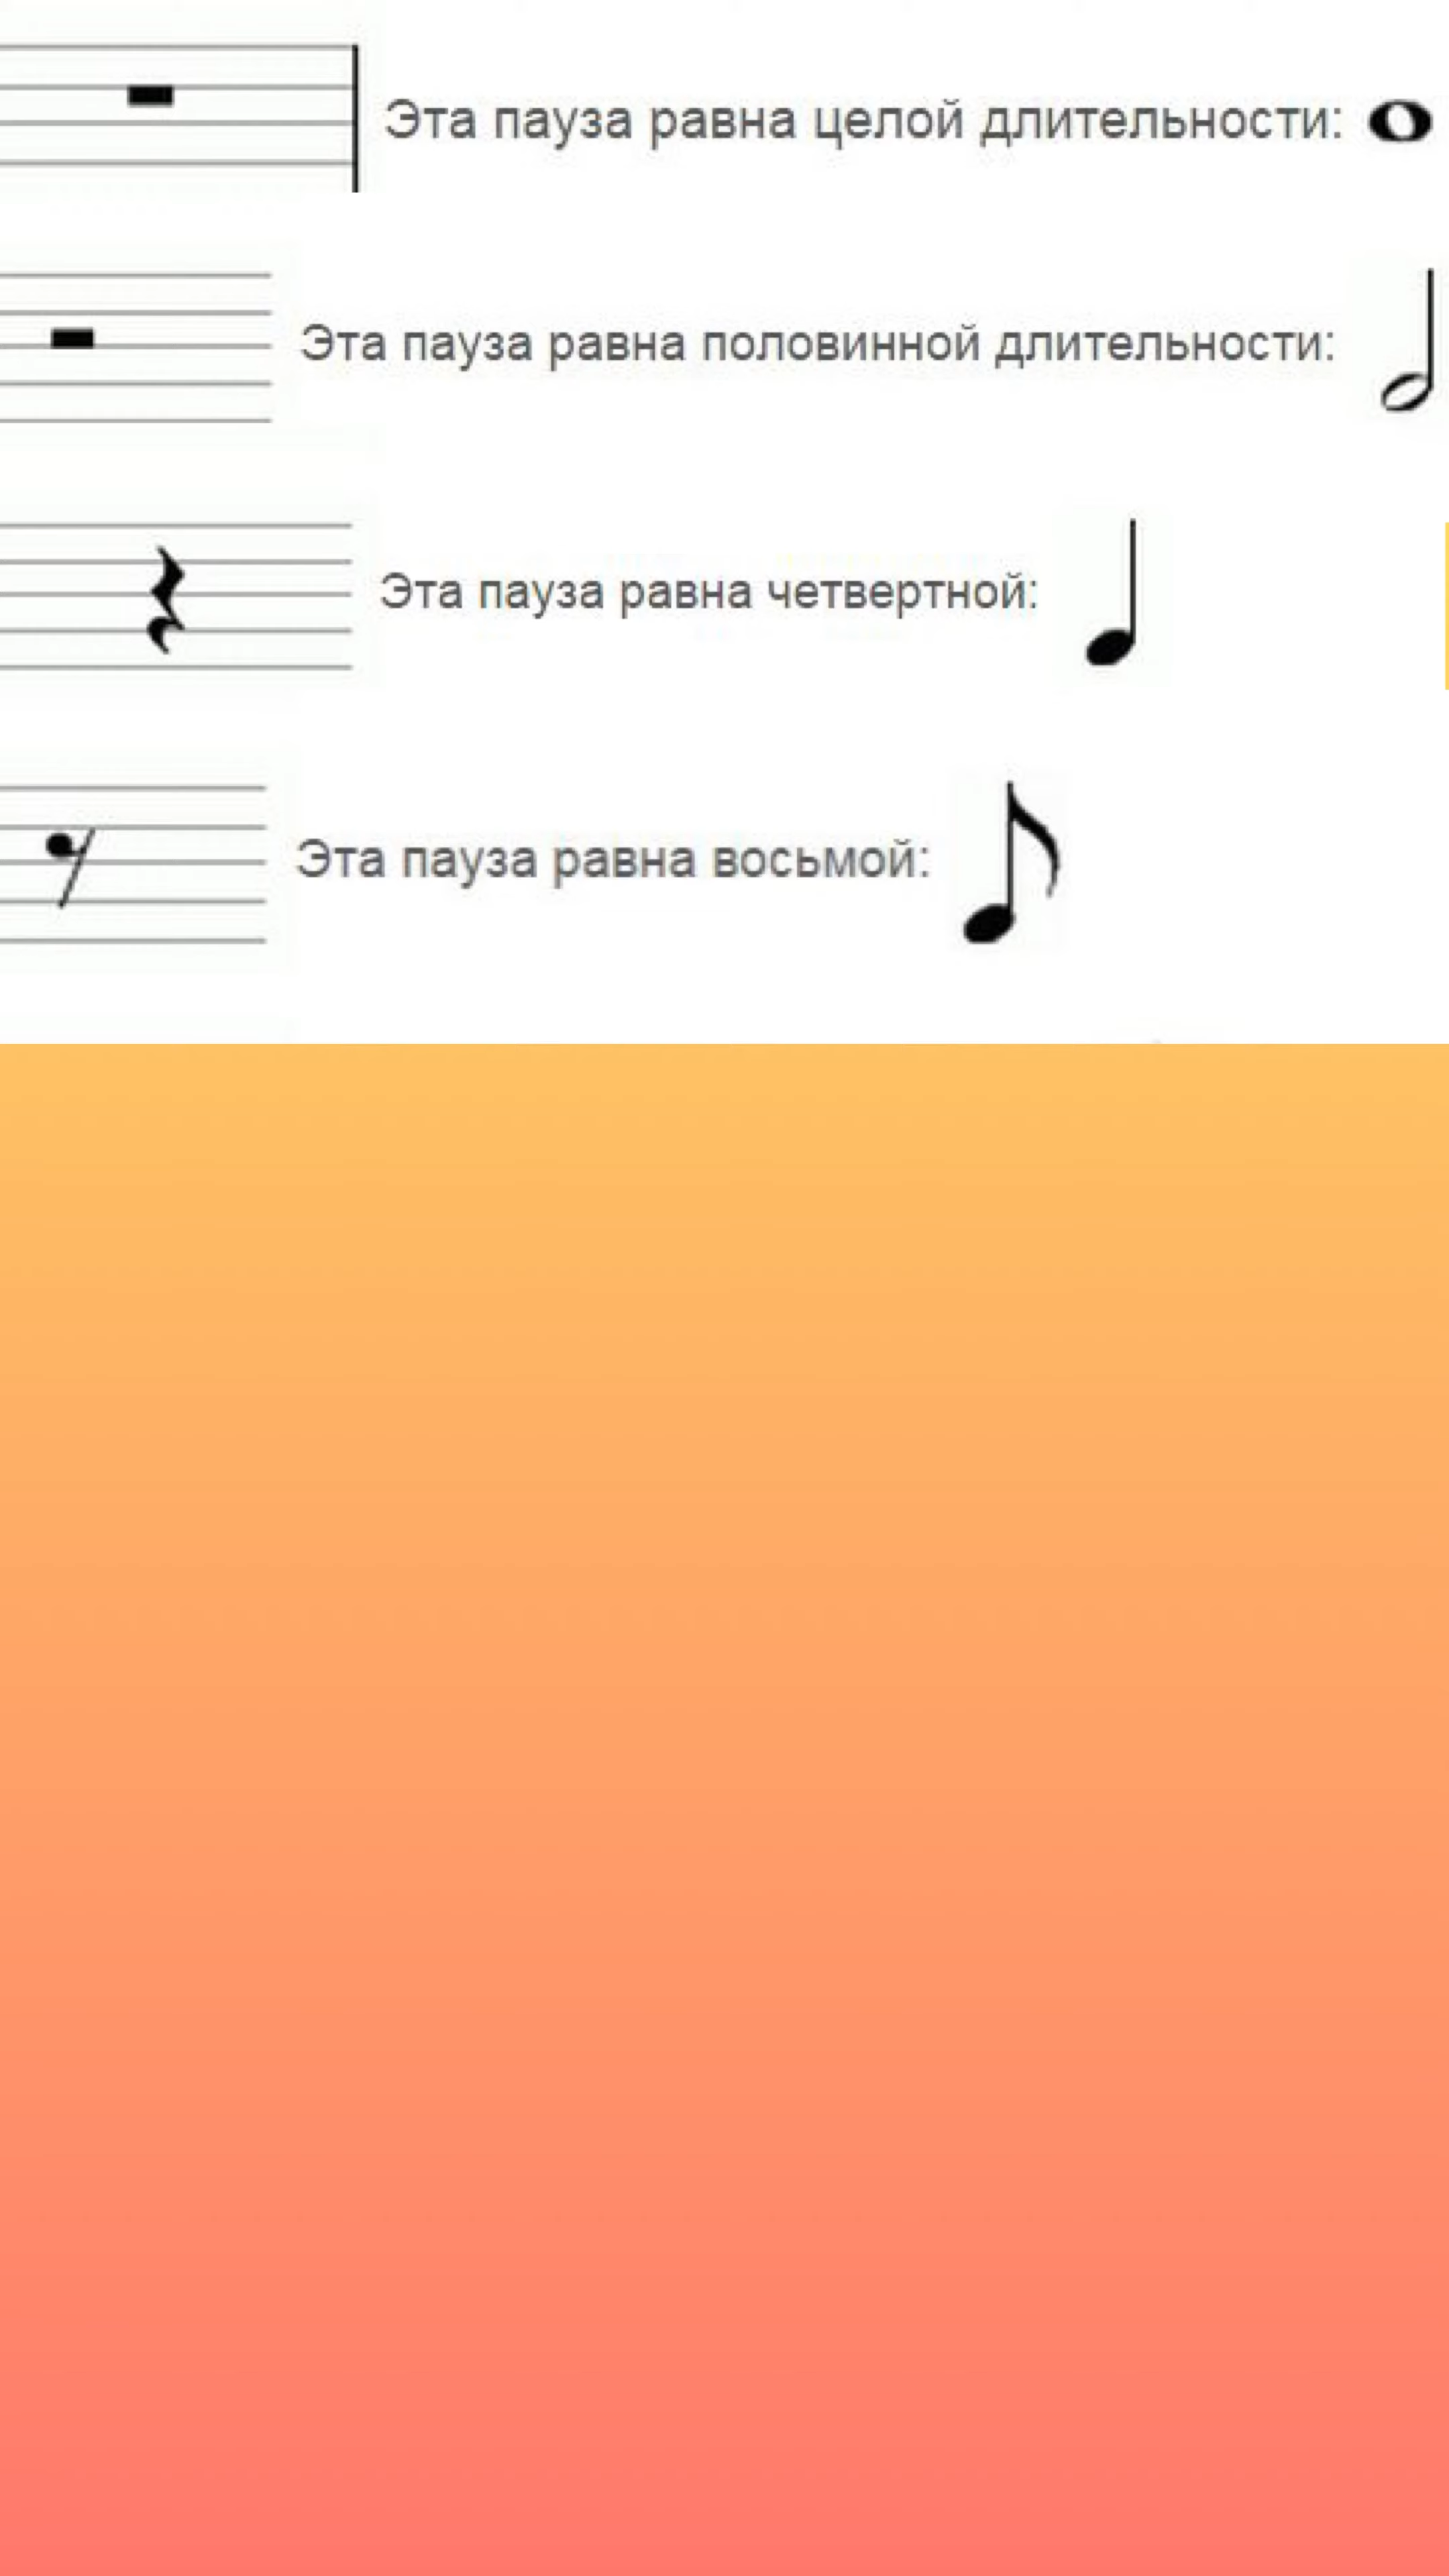 Эта пауза равна целой длительности:
Эта пауза равна половинной длительности:
Эта пауза равна четвертной:
Эта пауза равна восьмой: